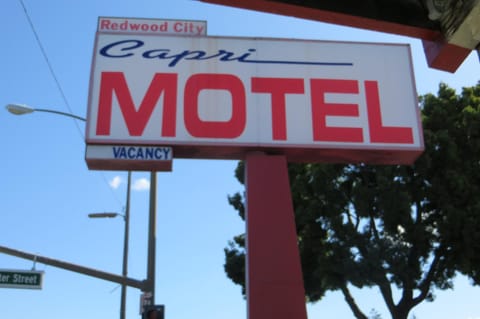 Redwood City
Capri
MOTEL
VACANCY
Street